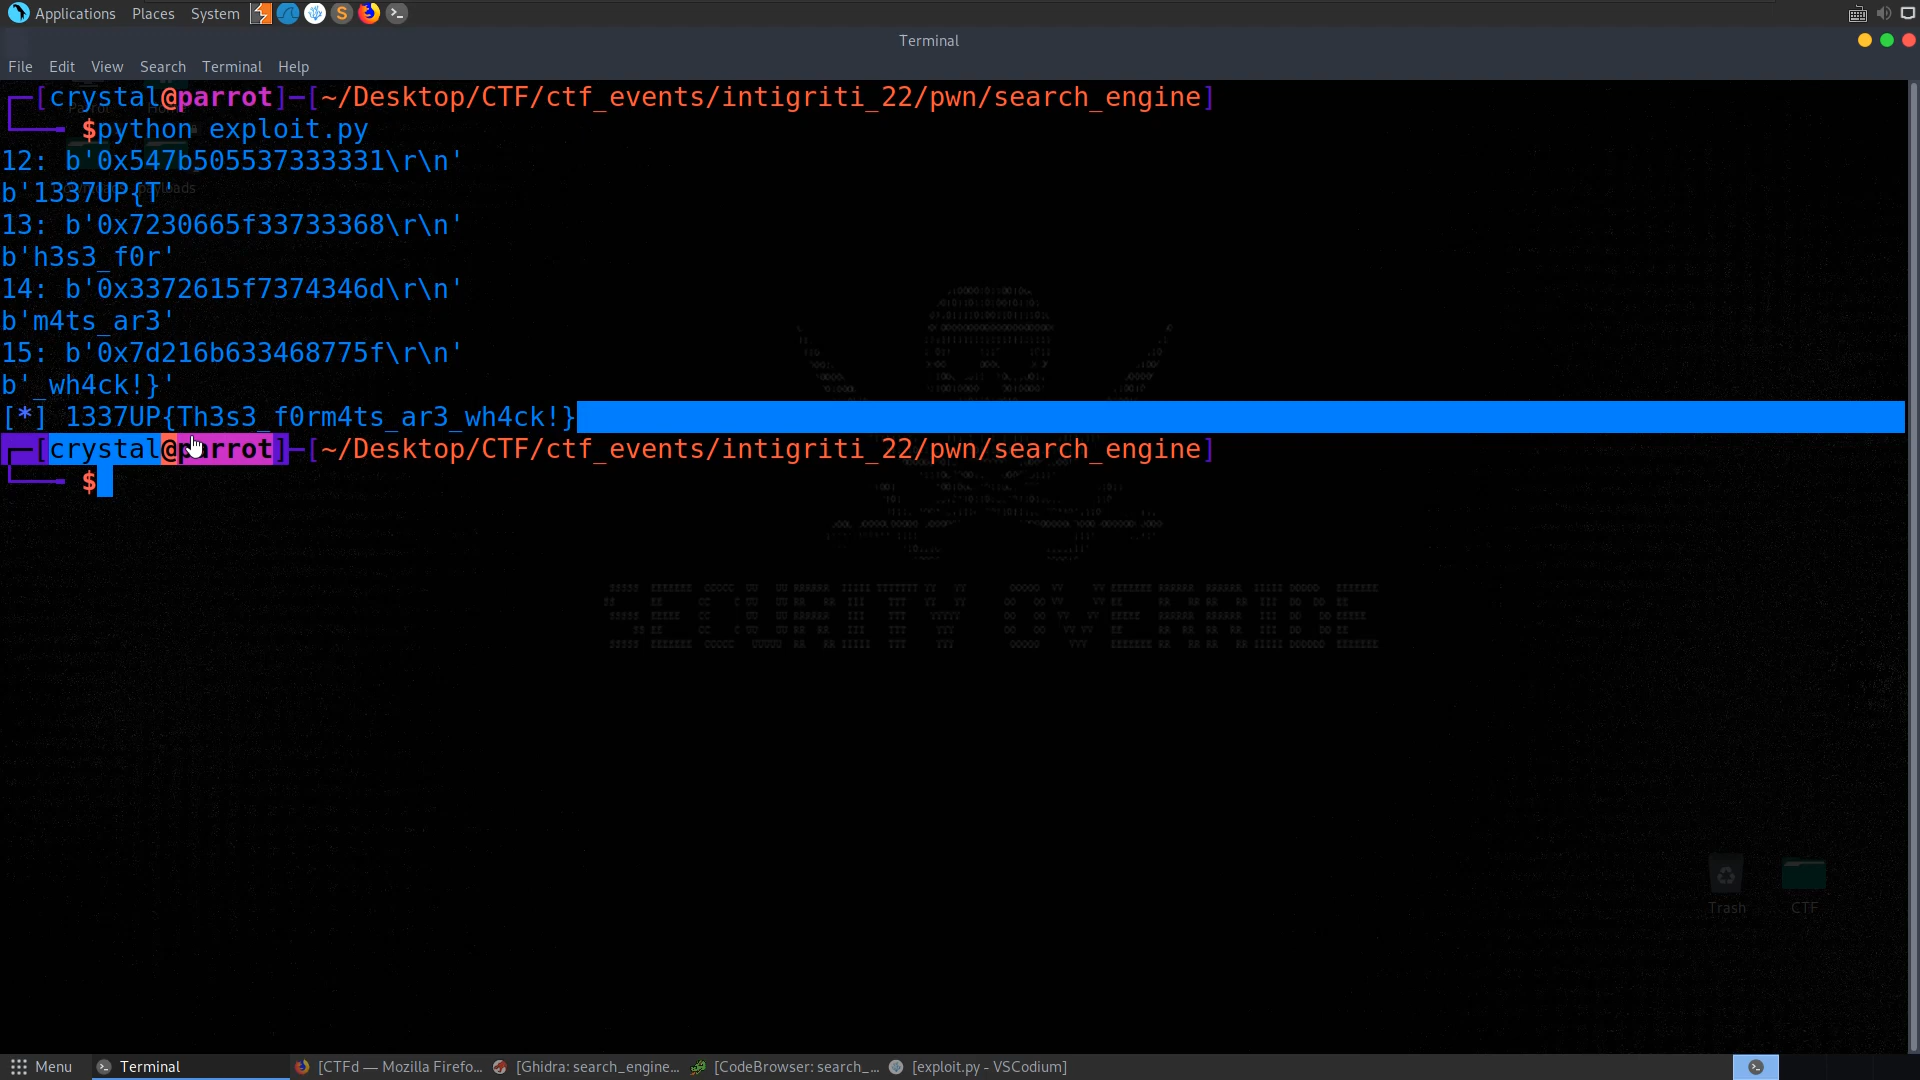 Applications Places System
Terminal
File Edit View Search Terminal Help
┌─[crystal@parrot]─[~/Desktop/CTF/ctf_events/intigriti_22/pwn/search_engine]
└──╼ $python exploit.py
12: b'0x547b505537333331\r\n'
b'1337UP{T'
13: b'0x7230665f33733368\r\n'
b'h3s3_f0r'
14: b'0x3372615f7374346d\r\n'
b'm4ts_ar3'
15: b'0x7d216b633468775f\r\n'
b'_wh4ck!}'
[*] 1337UP{Th3s3_f0rm4ts_ar3_wh4ck!}
┌─[crystal@parrot]─[~/Desktop/CTF/ctf_events/intigriti_22/pwn/search_engine]
└──╼ $
Trash CTF
Menu Terminal [CTFd — Mozilla Firefo... [Ghidra: search_engine... [CodeBrowser: search_... [exploit.py - VSCodium]